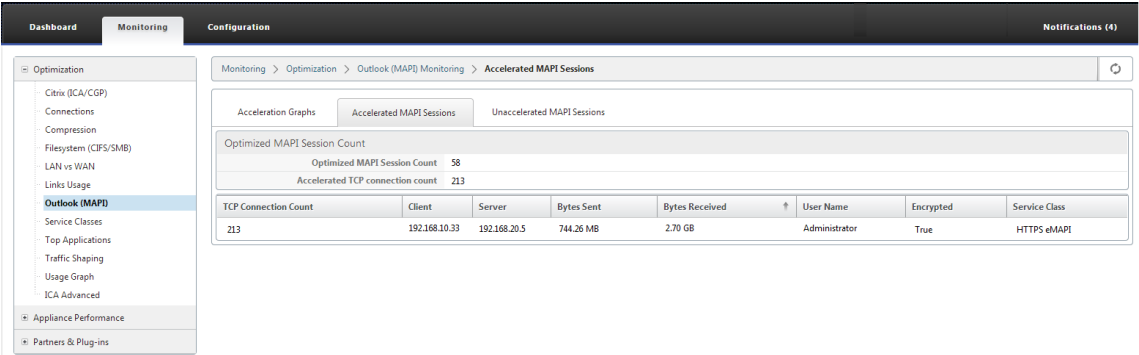 Dashboard Monitoring Configuration Notifications (4)
Optimization
Citrix (ICA/CGP)
Connections
Compression
Filesystem (CIFS/SMB)
LAN vs WAN
Links Usage
Outlook (MAPI)
Service Classes
Top Applications
Traffic Shaping
Usage Graph
ICA Advanced
Appliance Performance
Partners & Plug-ins
Monitoring > Optimization > Outlook (MAPI) Monitoring > Accelerated MAPI Sessions
Acceleration Graphs Accelerated MAPI Sessions Unaccelerated MAPI Sessions
Optimized MAPI Session Count
Optimized MAPI Session Count 58
Accelerated TCP connection count 213
TCP Connection Count Client Server Bytes Sent Bytes Received User Name Encrypted Service Class
213 192.168.10.33 192.168.20.5 744.26 MB 2.70 GB Administrator True HTTPS eMAPI